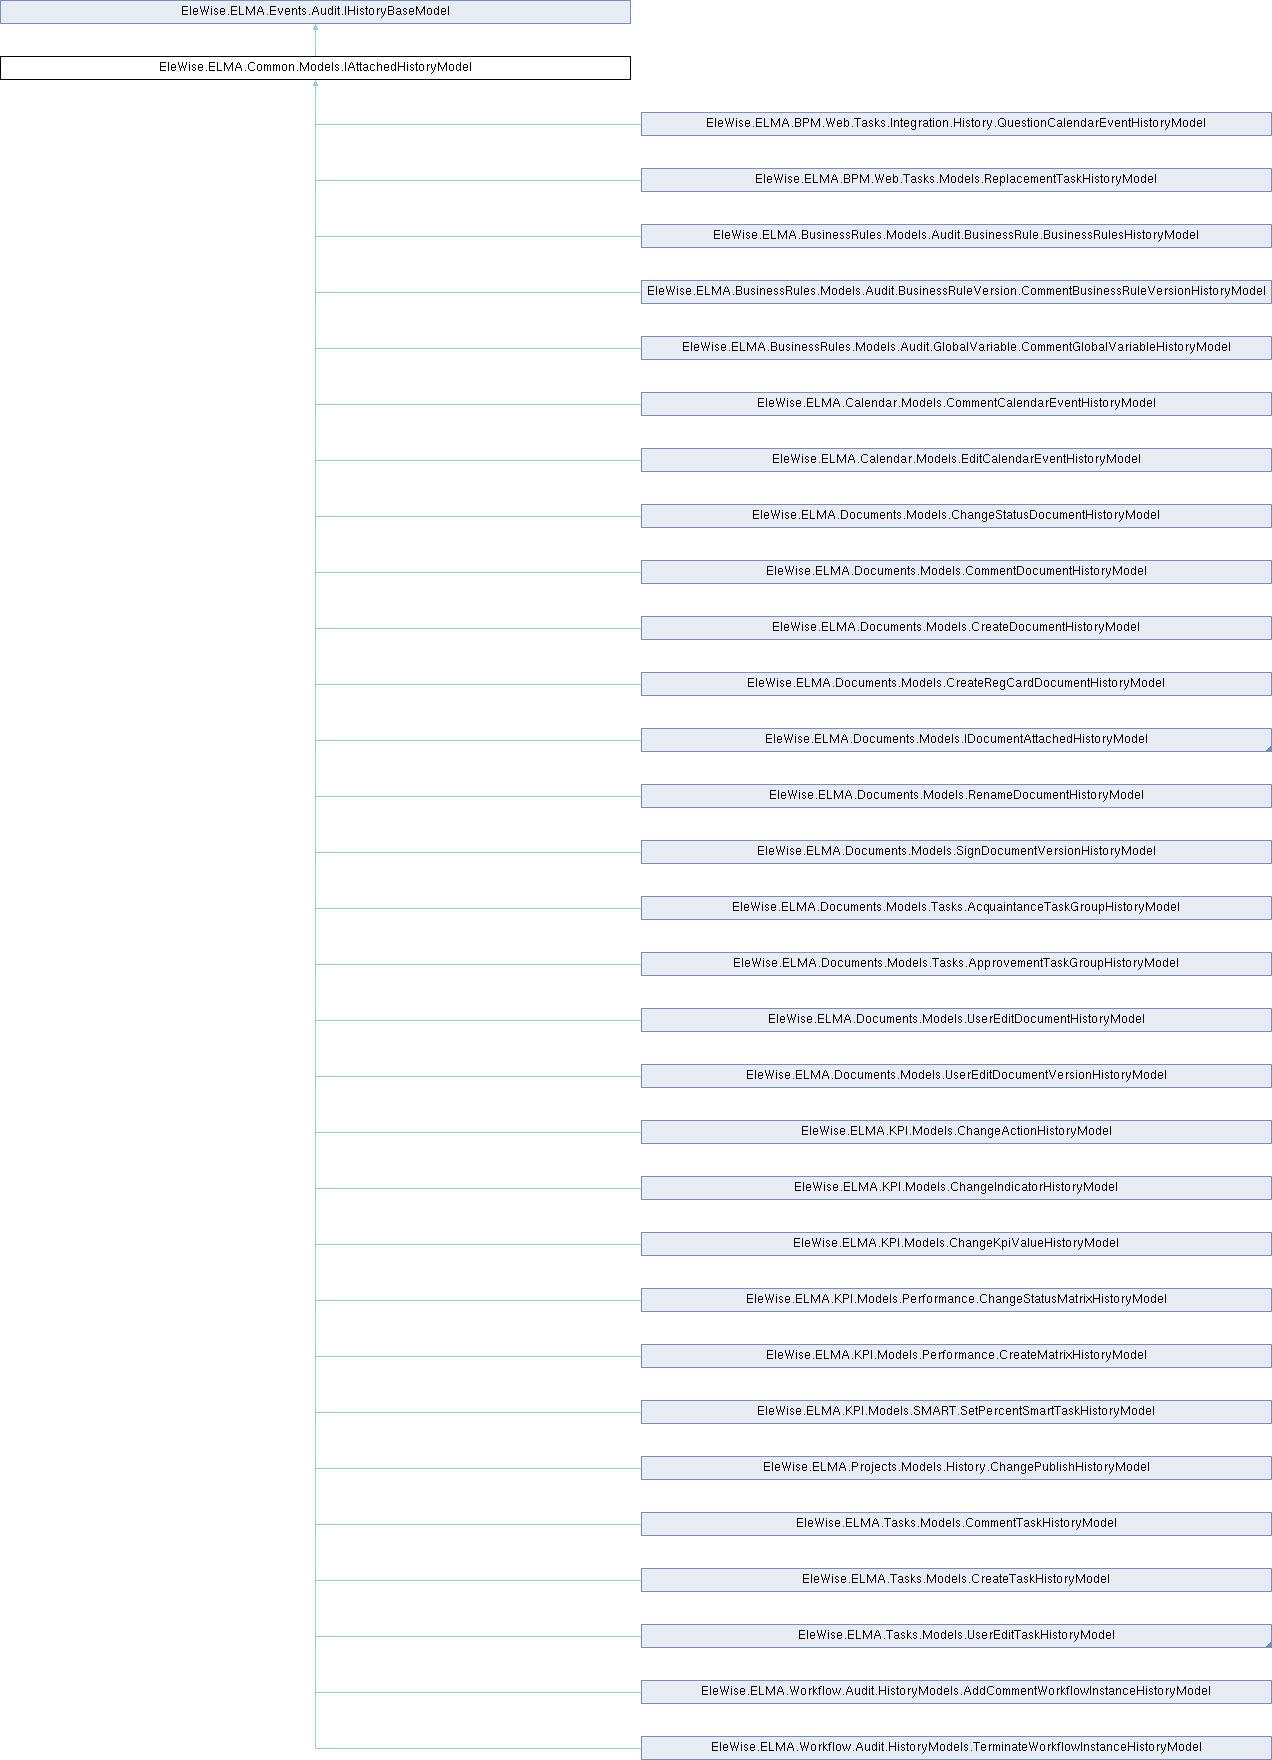 EleWise.ELMA.Events.Audit.IHistoryBaseModel
EleWise.ELMA.Common.Models.IAttachedHistoryModel
EleWise.ELMA.BPM.Web.Tasks.Integration.History.QuestionCalendarEventHistoryModel
EleWise.ELMA.BPM.Web.Tasks.Models.ReplacementTaskHistoryModel
EleWise.ELMA.BusinessRules.Models.Audit.BusinessRule.BusinessRulesHistoryModel
EleWise.ELMA.BusinessRules.Models.Audit.BusinessRuleVersion.CommentBusinessRuleVersionHistoryModel
EleWise.ELMA.BusinessRules.Models.Audit.GlobalVariable.CommentGlobalVariableHistoryModel
EleWise.ELMA.Calendar.Models.CommentCalendarEventHistoryModel
EleWise.ELMA.Calendar.Models.EditCalendarEventHistoryModel
EleWise.ELMA.Documents.Models.ChangeStatusDocumentHistoryModel
EleWise.ELMA.Documents.Models.CommentDocumentHistoryModel
EleWise.ELMA.Documents.Models.CreateDocumentHistoryModel
EleWise.ELMA.Documents.Models.CreateRegCardDocumentHistoryModel
EleWise.ELMA.Documents.Models.IDocumentAttachedHistoryModel
EleWise.ELMA.Documents.Models.RenameDocumentHistoryModel
EleWise.ELMA.Documents.Models.SignDocumentVersionHistoryModel
EleWise.ELMA.Documents.Models.Tasks.AcquaintanceTaskGroupHistoryModel
EleWise.ELMA.Documents.Models.Tasks.ApprovementTaskGroupHistoryModel
EleWise.ELMA.Documents.Models.UserEditDocumentHistoryModel
EleWise.ELMA.Documents.Models.UserEditDocumentVersionHistoryModel
EleWise.ELMA.KPI.Models.ChangeActionHistoryModel
EleWise.ELMA.KPI.Models.ChangeIndicatorHistoryModel
EleWise.ELMA.KPI.Models.ChangeKpiValueHistoryModel
EleWise.ELMA.KPI.Models.Performance.ChangeStatusMatrixHistoryModel
EleWise.ELMA.KPI.Models.Performance.CreateMatrixHistoryModel
EleWise.ELMA.KPI.Models.SMART.SetPercentSmartTaskHistoryModel
EleWise.ELMA.Projects.Models.History.ChangePublishHistoryModel
EleWise.ELMA.Tasks.Models.CommentTaskHistoryModel
EleWise.ELMA.Tasks.Models.CreateTaskHistoryModel
EleWise.ELMA.Tasks.Models.UserEditTaskHistoryModel
EleWise.ELMA.Workflow.Audit.HistoryModels.AddCommentWorkflowInstanceHistoryModel
EleWise.ELMA.Workflow.Audit.HistoryModels.TerminateWorkflowInstanceHistoryModel